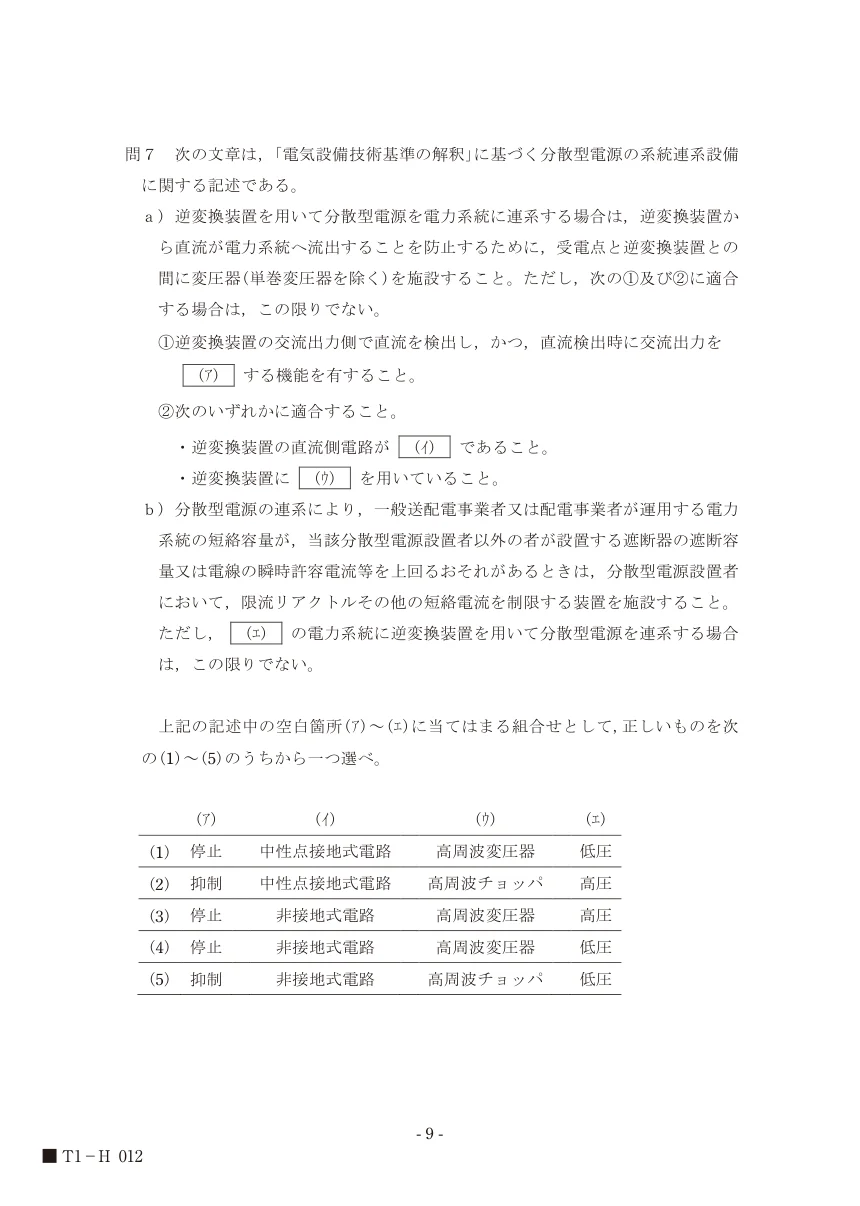 問７　次の文章は，「電気設備技術基準の解釈」に基づく分散型電源の系統連系設備
に関する記述である。
a）逆変換装置を用いて分散型電源を電力系統に連系する場合は，逆変換装置か
ら直流が電力系統へ流出することを防止するために，受電点と逆変換装置との
間に変圧器(単巻変圧器を除く)を施設すること。ただし，次の①及び②に適合
する場合は，この限りでない。
①逆変換装置の交流出力側で直流を検出し，かつ，直流検出時に交流出力を
(ｱ) する機能を有すること。
②次のいずれかに適合すること。
・逆変換装置の直流側電路が (ｲ) であること。
・逆変換装置に (ｳ) を用いていること。
b）分散型電源の連系により，一般送配電事業者又は配電事業者が運用する電力
系統の短絡容量が，当該分散型電源設置者以外の者が設置する遮断器の遮断容
量又は電線の瞬時許容電流等を上回るおそれがあるときは，分散型電源設置者
において，限流リアクトルその他の短絡電流を制限する装置を施設すること。
ただし， (ｴ) の電力系統に逆変換装置を用いて分散型電源を連系する場合
は，この限りでない。
上記の記述中の空白箇所(ｱ)～(ｴ)に当てはまる組合せとして,正しいものを次
の(1)～(5)のうちから一つ選べ。
(ｱ) (ｲ) (ｳ) (ｴ)
(1) 停止 中性点接地式電路 高周波変圧器 低圧
(2) 抑制 中性点接地式電路 高周波チョッパ 高圧
(3) 停止 非接地式電路 高周波変圧器 高圧
(4) 停止 非接地式電路 高周波変圧器 低圧
(5) 抑制 非接地式電路 高周波チョッパ 低圧
- 9 -
■ T1－H 012